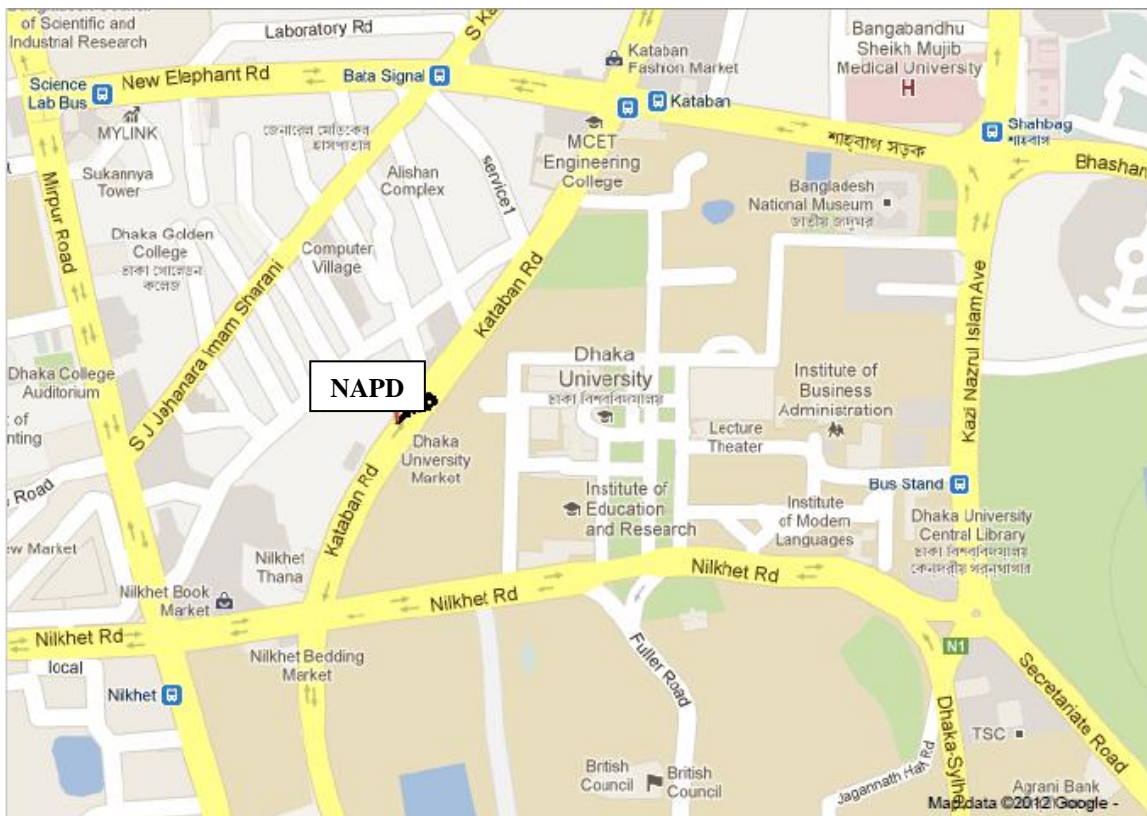 of Scientific and
Industrial Research
Laboratory Rd
New Elephant Rd
Bata Signal
Science
Lab Bus
MYLINK
Sukannya
Tower
জেনারেল মেডিকেল
হাসপাতাল
Alishan
Complex
service1
Kataban
Fashion Market
Kataban
MCET
Engineering
College
Bangabandhu
Sheikh Mujib
Medical University
H
Shahbag
শাহবাগ
শাহবাগ সড়ক
Bhashan
Bangladesh
National Museum
জাতীয় জাদুঘর
Mirpur Road
Dhaka Golden
College
ঢাকা গোল্ডেন
কলেজ
Computer
Village
S J Jahanara Imam Sharani
Kataban Rd
Kazi Nazrul Islam Ave
Dhaka College
Auditorium
NAPD
Dhaka
University
ঢাকা বিশ্ববিদ্যালয়
Institute of
Business
Administration
Lecture
Theater
Dhaka
University
Market
Kataban Rd
Institute of
Education
and Research
Institute
of Modern
Languages
Bus Stand
Dhaka University
Central Library
ঢাকা বিশ্ববিদ্যালয়
Road
Nilkhet
Thana
Nilkhet Book
Market
Nilkhet Rd
Nilkhet Rd
Nilkhet Rd
local
Nilkhet Bedding
Market
Nilkhet
Fuller Road
N1
Secretariate Road
Dhaka-Sylhe
TSC
Jagannath Hall Rd
British
Council
British
Council
Agrani Bank
Map data ©2012 Google -